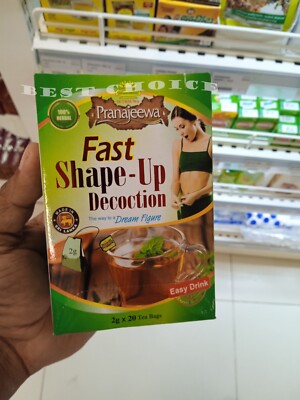 BEST CHOICE
Pranajeewa
100%
HERBAL
Fast
Shape-Up
Decoction
The way to a Dream Figure
2g
Easy Drink
2g x 20 Tea Bags